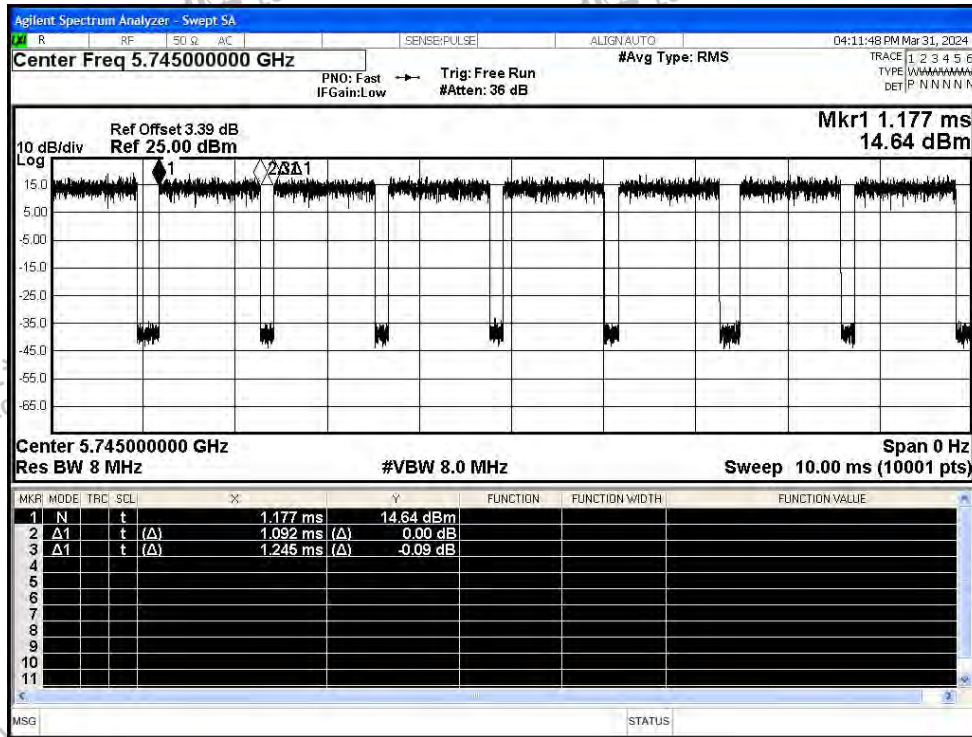 Agilent Spectrum Analyzer - Swept SA
LXI R RF 50 Ω AC SENSE:PULSE ALIGN AUTO 04:11:48 PM Mar 31, 2024
Center Freq 5.745000000 GHz
PNO: Fast
IFGain:Low
Trig: Free Run
#Atten: 36 dB
#Avg Type: RMS
TRACE 1 2 3 4 5 6
TYPE WWWWWW
DET P N N N N N
Mkr1 1.177 ms
14.64 dBm
Ref Offset 3.39 dB
10 dB/div Ref 25.00 dBm
Log
1
15.0
5.00
-5.00
-15.0
-25.0
-35.0
-45.0
-55.0
-65.0
Center 5.745000000 GHz Span 0 Hz
Res BW 8 MHz #VBW 8.0 MHz Sweep 10.00 ms (10001 pts)
MKR MODE TRC SCL X Y FUNCTION FUNCTION WIDTH FUNCTION VALUE
1 N t 1.177 ms 14.64 dBm
2 Δ1 t (Δ) 1.092 ms (Δ) 0.00 dB
3 Δ1 t (Δ) 1.245 ms (Δ) -0.09 dB
4
5
6
7
8
9
10
11
MSG STATUS